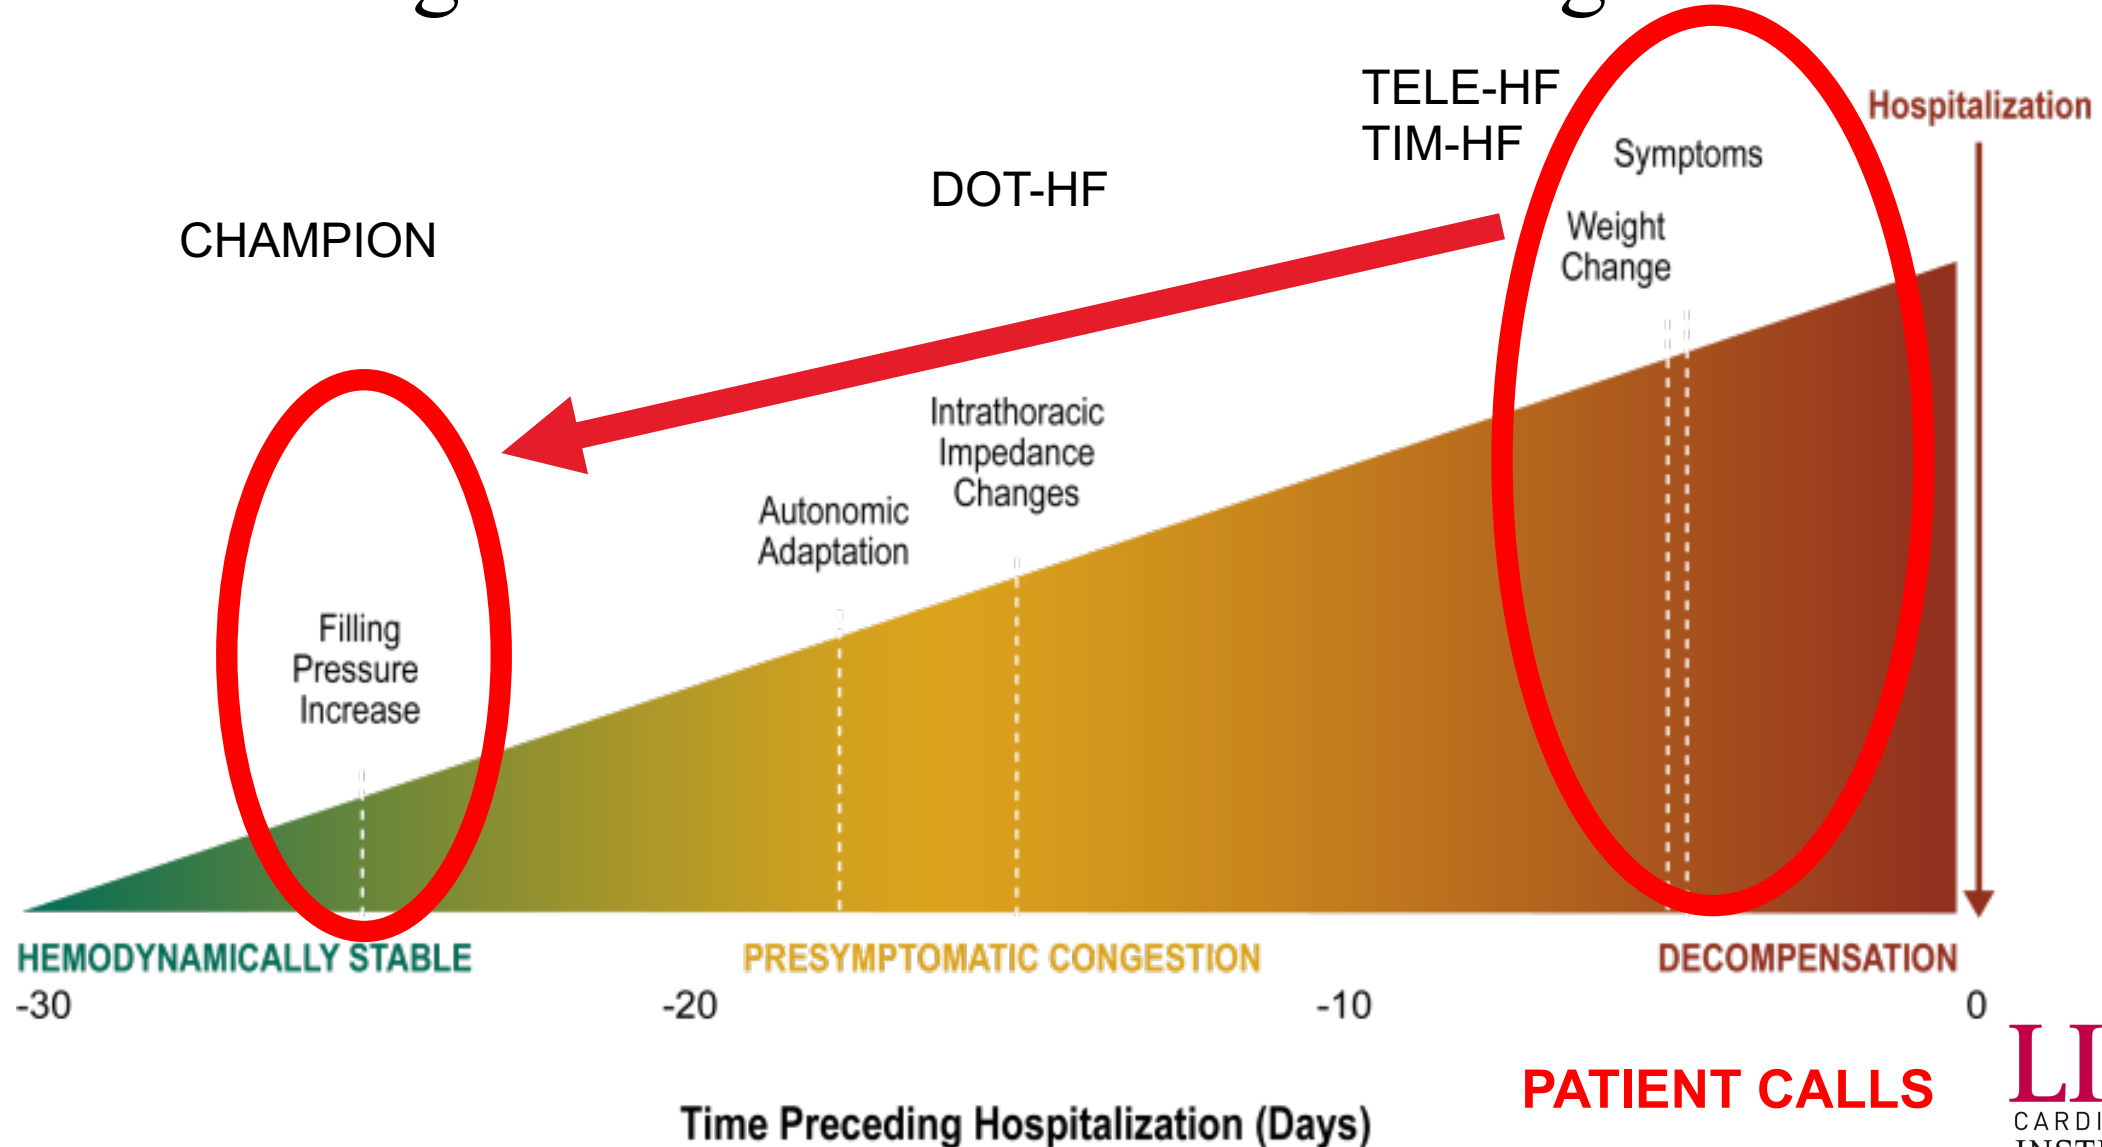 TELE-HF
TIM-HF
Hospitalization
Symptoms
DOT-HF
CHAMPION
Weight
Change
Intrathoracic
Impedance
Changes
Autonomic
Adaptation
Filling
Pressure
Increase
HEMODYNAMICALLY STABLE
PRESYMPTOMATIC CONGESTION
DECOMPENSATION
-30
-20
-10
0
PATIENT CALLS
Time Preceding Hospitalization (Days)